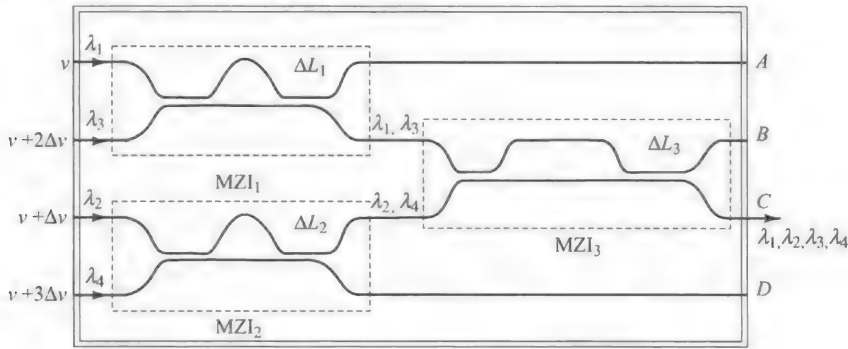 λ1
ν
ΔL1
A
λ3
ν+2Δν
λ1, λ3
ΔL3
B
MZI1
λ2
ν+Δν
ΔL2
λ2, λ4
C
MZI3
λ1, λ2, λ3, λ4
λ4
ν+3Δν
D
MZI2